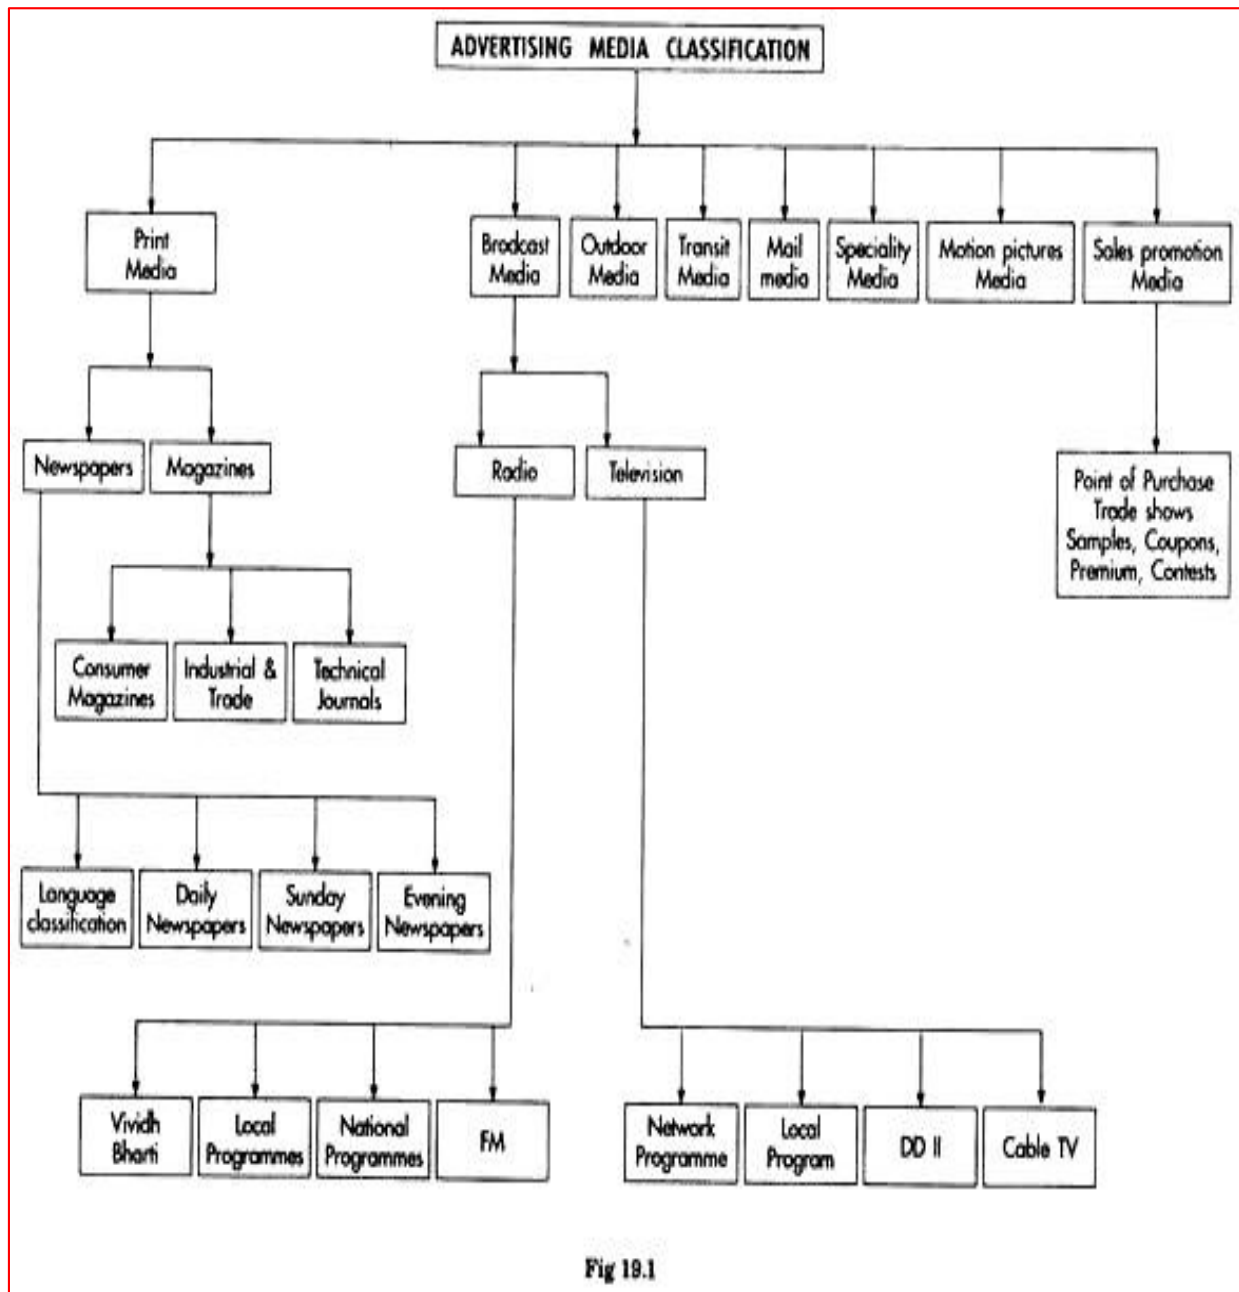 ADVERTISING MEDIA CLASSIFICATION
Print
Media
Brodcast
Media
Outdoor
Media
Transit
Media
Mail
media
Speciality
Media
Motion pictures
Media
Sales promotion
Media
Newspapers
Magazines
Radio
Television
Point of Purchase
Trade shows
Samples, Coupons,
Premium, Contests
Consumer
Magazines
Industrial &
Trade
Technical
Journals
Language
classification
Daily
Newspapers
Sunday
Newspapers
Evening
Newspapers
Vividh
Bharti
Local
Programmes
National
Programmes
FM
Network
Programme
Local
Program
DD II
Cable TV
Fig 19.1